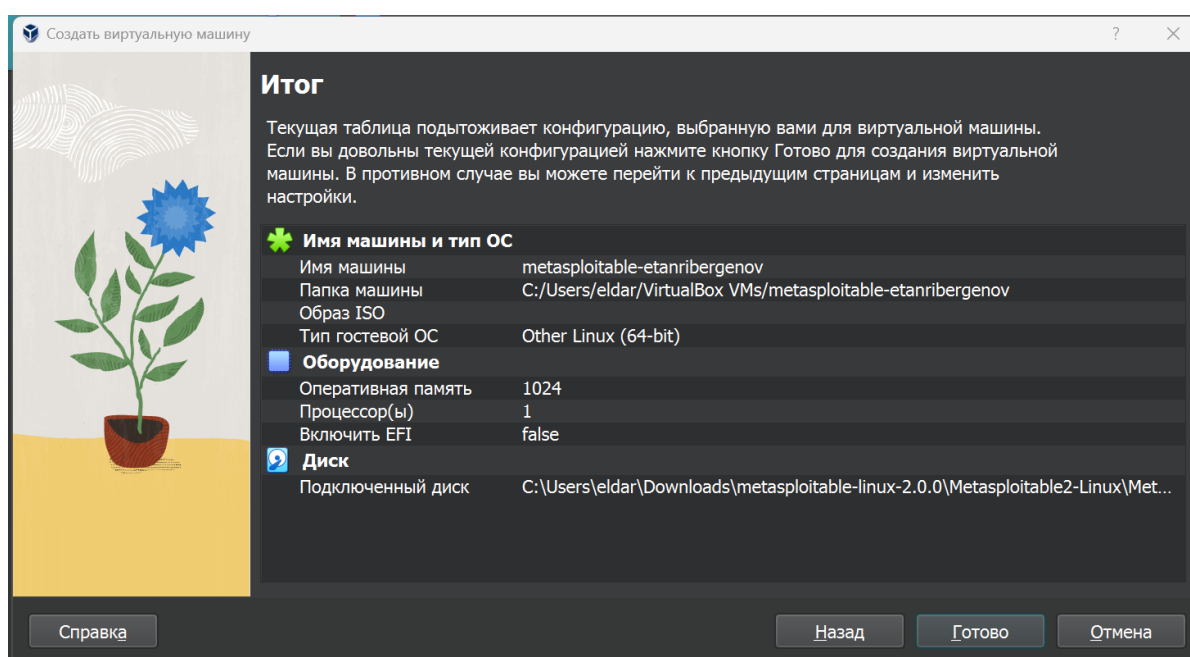 Создать виртуальную машину
?
Итог
Текущая таблица подытоживает конфигурацию, выбранную вами для виртуальной машины.
Если вы довольны текущей конфигурацией нажмите кнопку Готово для создания виртуальной
машины. В противном случае вы можете перейти к предыдущим страницам и изменить
настройки.
Имя машины и тип ОС
Имя машины metasploitable-etanribergenov
Папка машины C:/Users/eldar/VirtualBox VMs/metasploitable-etanribergenov
Образ ISO
Тип гостевой ОС Other Linux (64-bit)
Оборудование
Оперативная память 1024
Процессор(ы) 1
Включить EFI false
Диск
Подключенный диск C:\Users\eldar\Downloads\metasploitable-linux-2.0.0\Metasploitable2-Linux\Met...
Справка Назад Готово Отмена